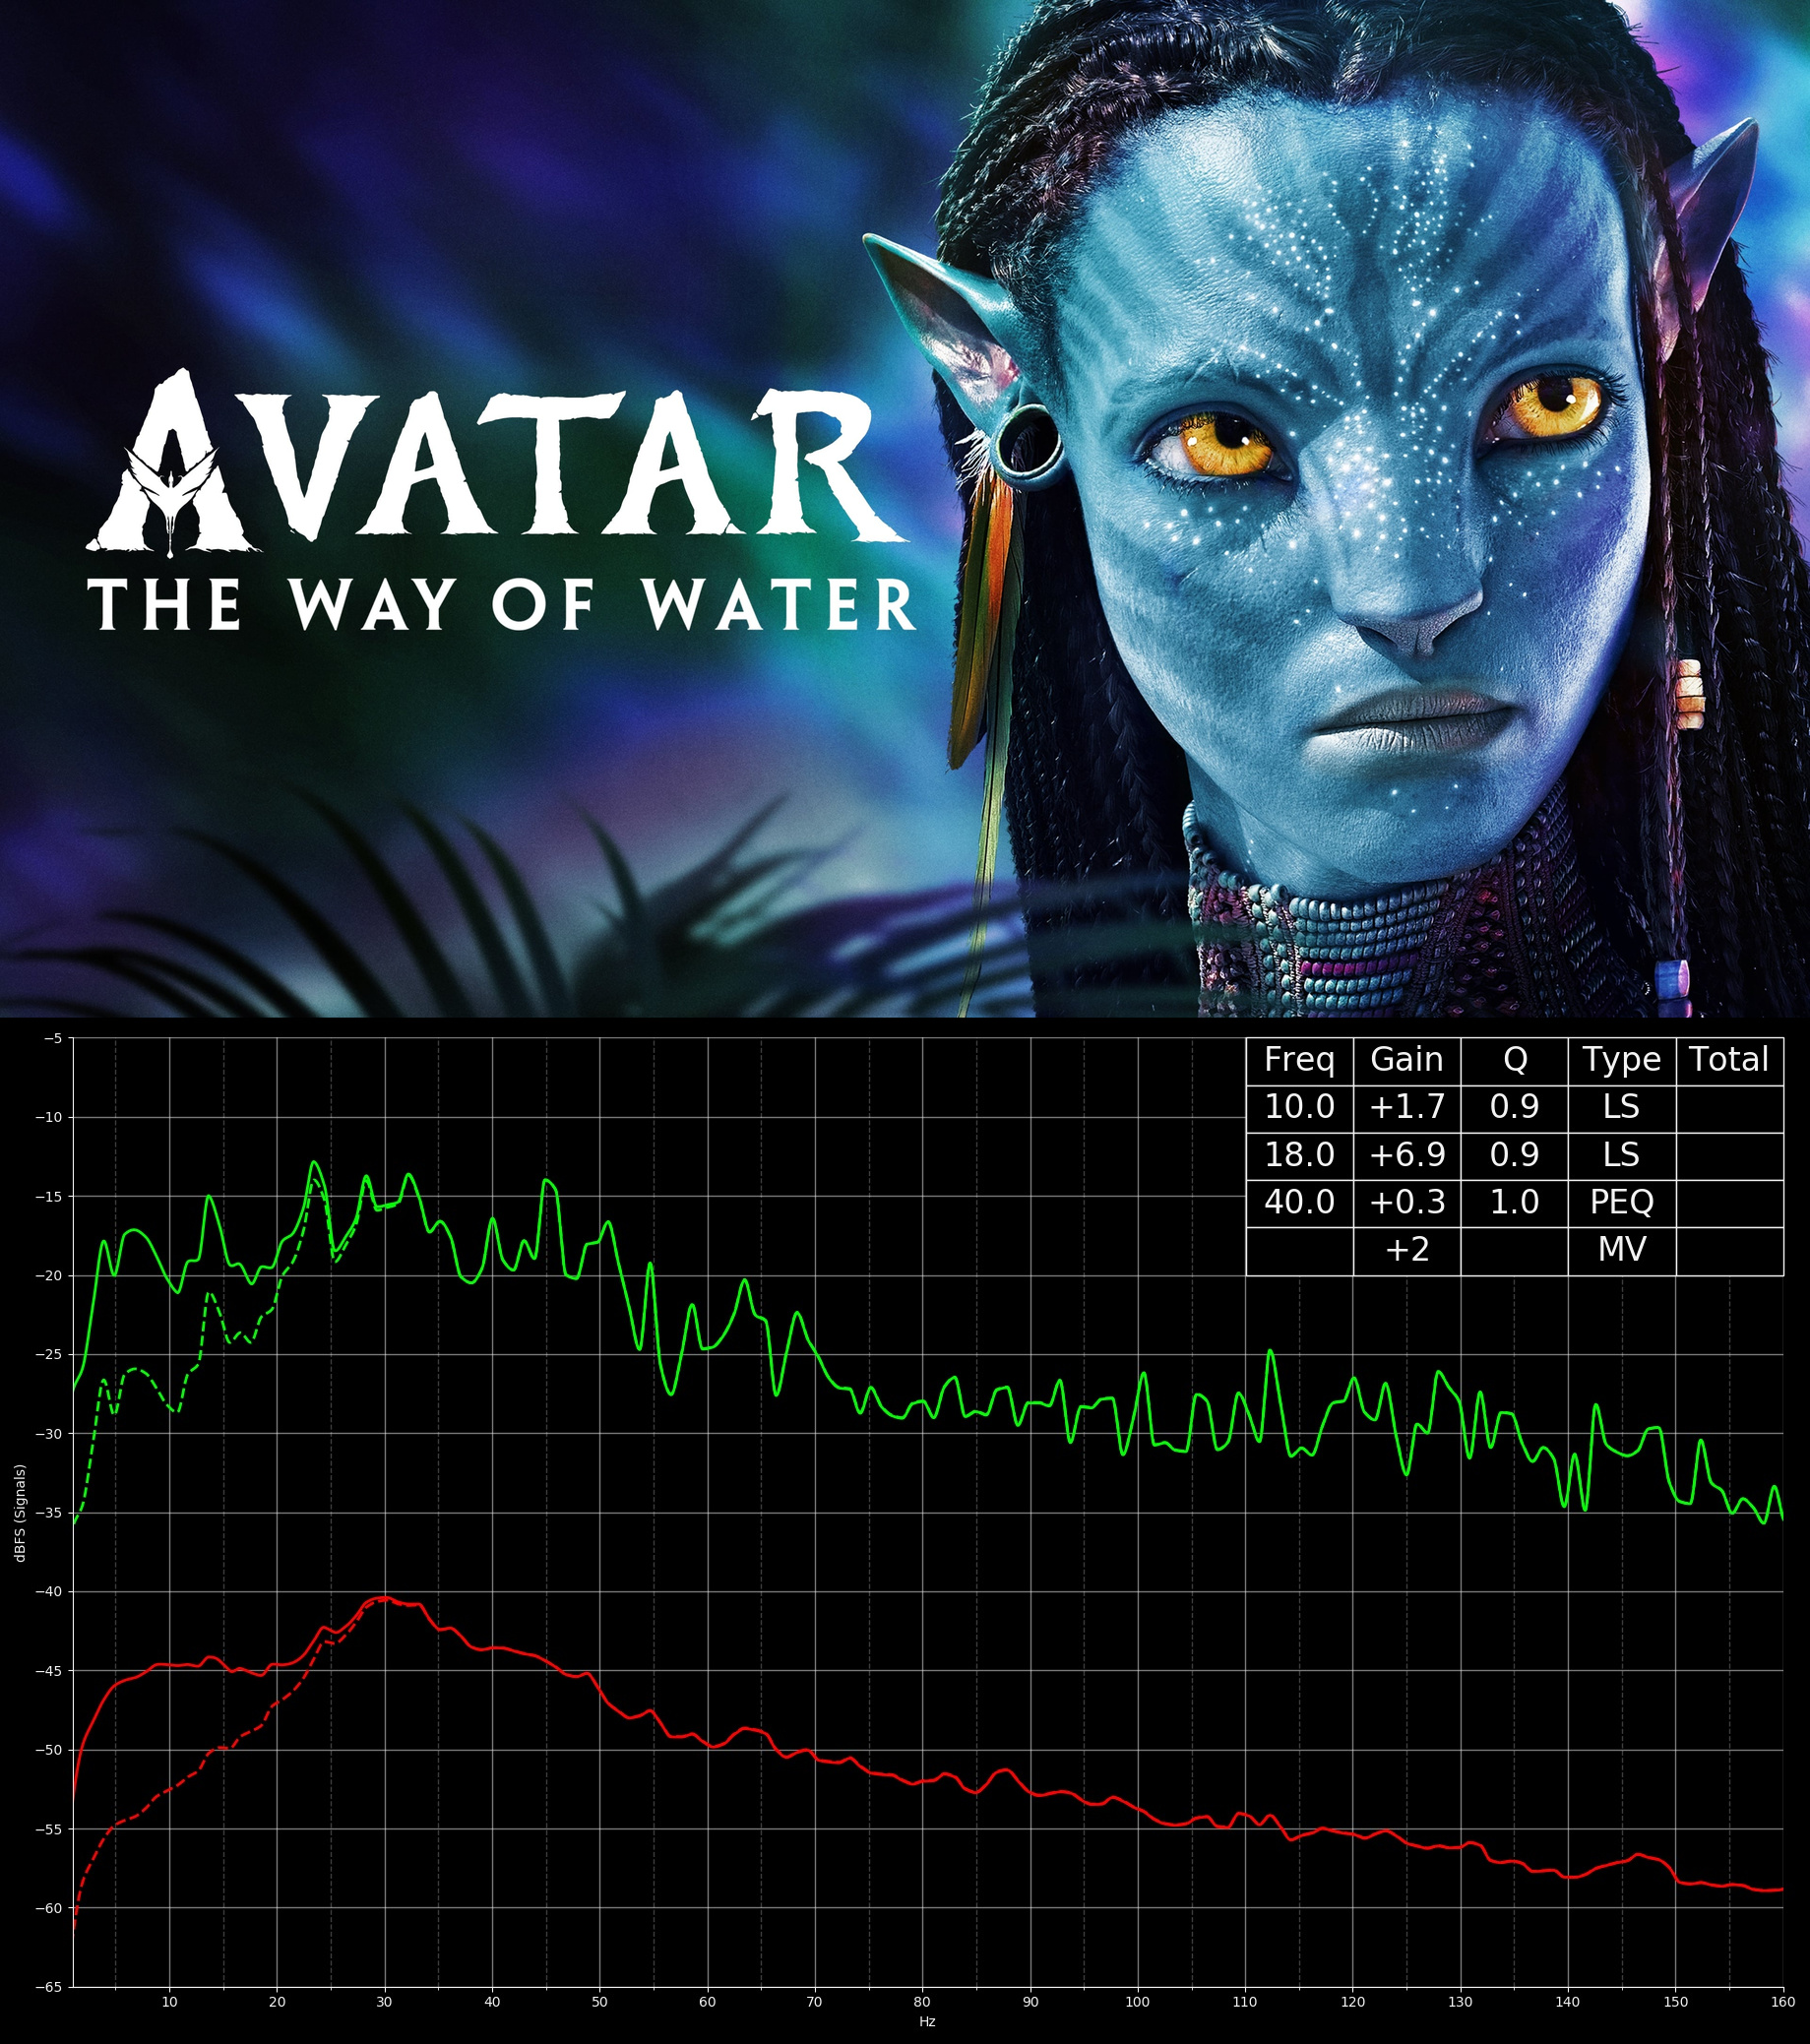 AVATAR
THE WAY OF WATER
Freq Gain Q Type Total
10.0 +1.7 0.9 LS
18.0 +6.9 0.9 LS
40.0 +0.3 1.0 PEQ
+2 MV
−5
−10
−15
−20
−25
−30
−35
−40
−45
−50
−55
−60
−65
dBFS (Signals)
10 20 30 40 50 60 70 80 90 100 110 120 130 140 150 160
Hz